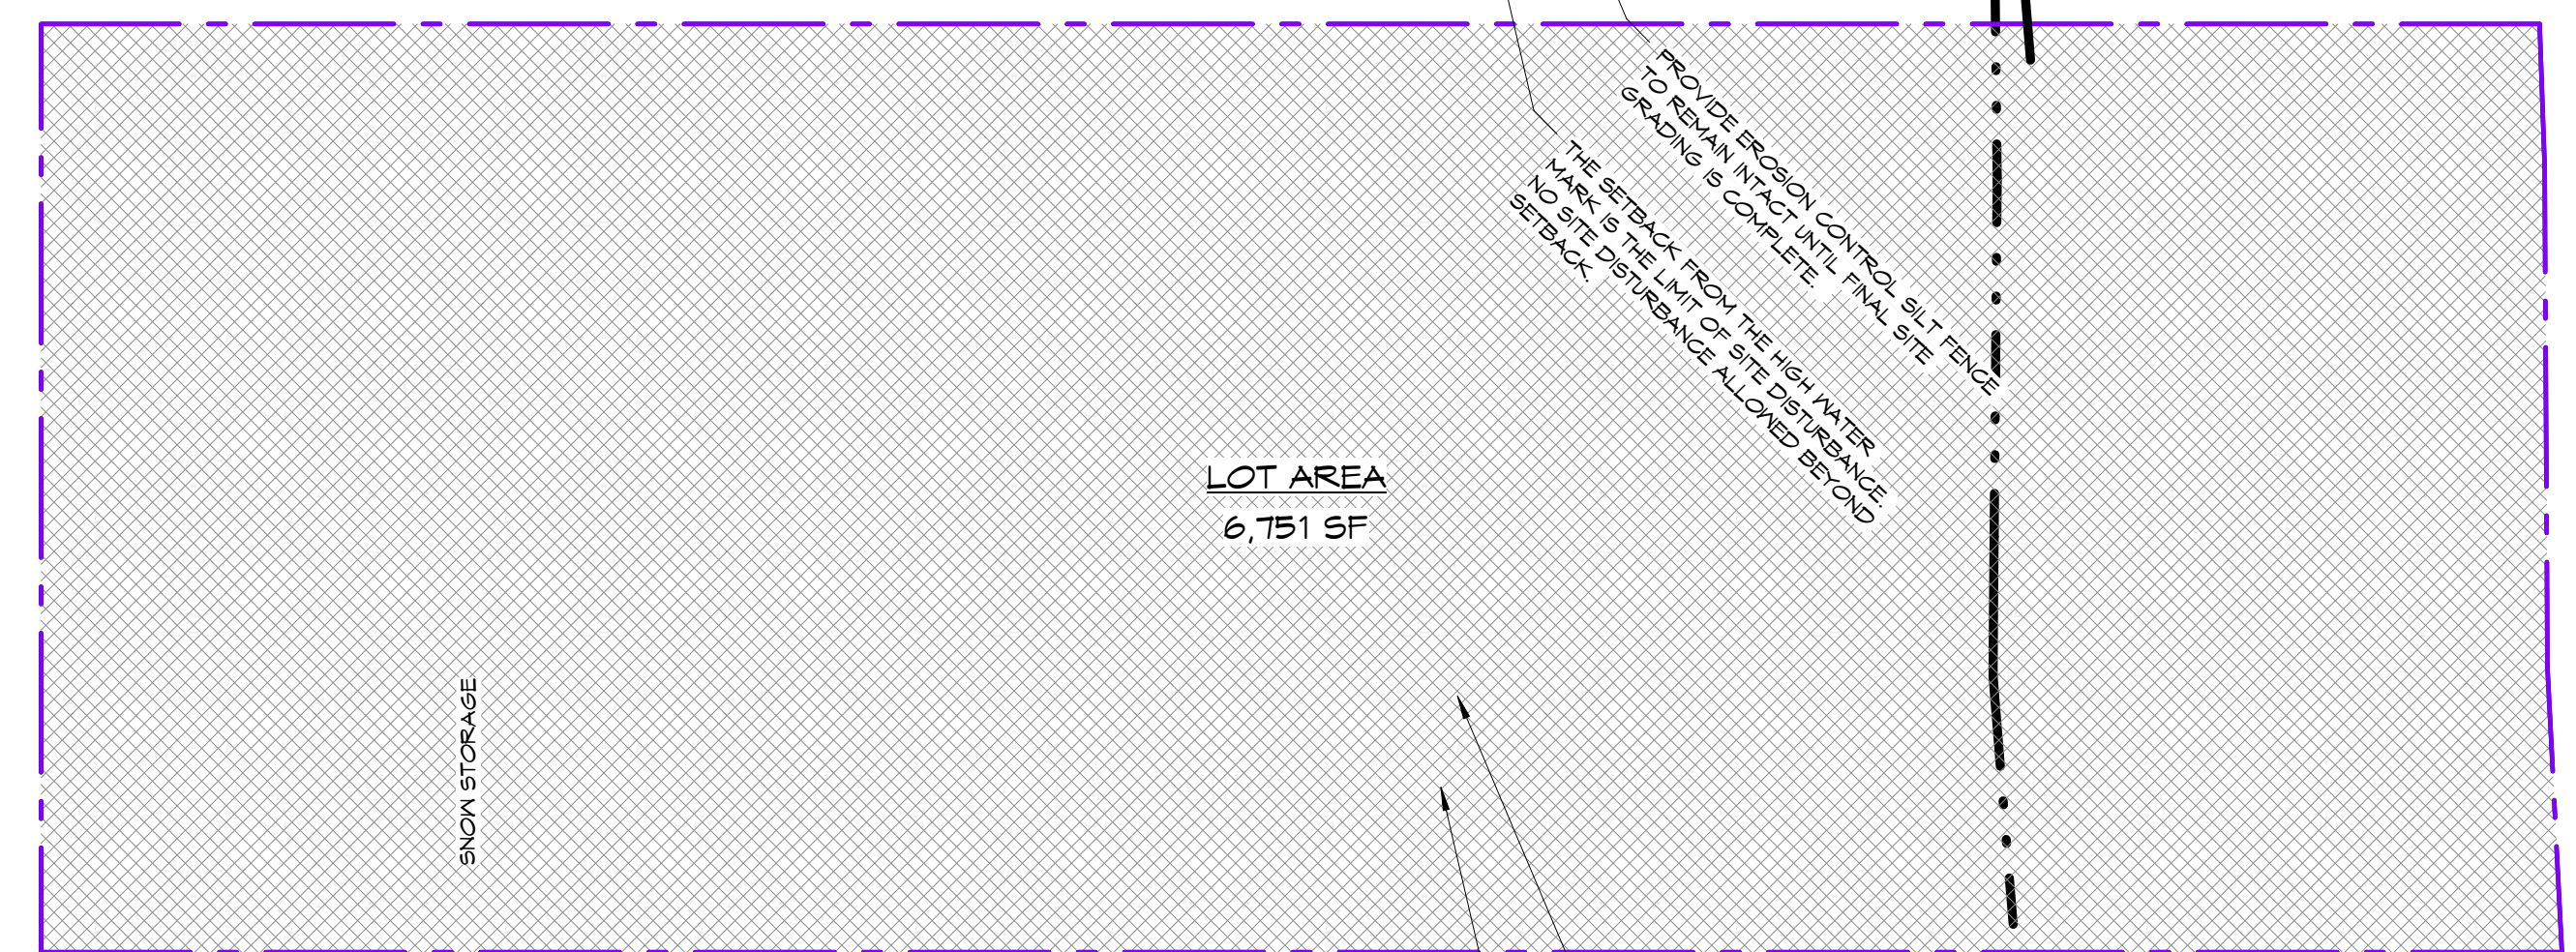 PROVIDE EROSION CONTROL SILT FENCE
TO REMAIN INTACT UNTIL FINAL SITE
GRADING IS COMPLETE.
THE SETBACK FROM THE HIGH WATER
MARK IS THE LIMIT OF SITE DISTURBANCE.
NO SITE DISTURBANCE ALLOWED BEYOND
SETBACK.
LOT AREA
6,751 SF
SNOW STORAGE